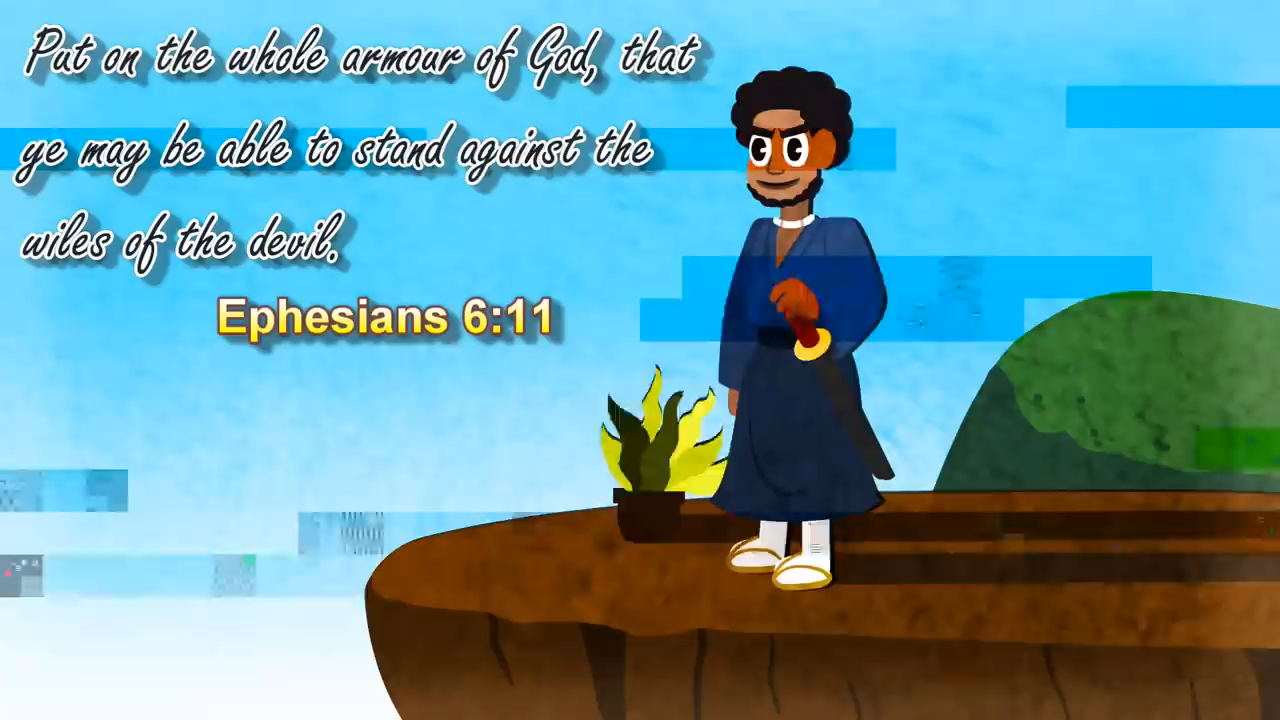 Put on the whole armour of God, that
ye may be able to stand against the
wiles of the devil.
Ephesians 6:11